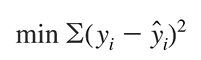 min Σ(yᵢ − ŷᵢ)²